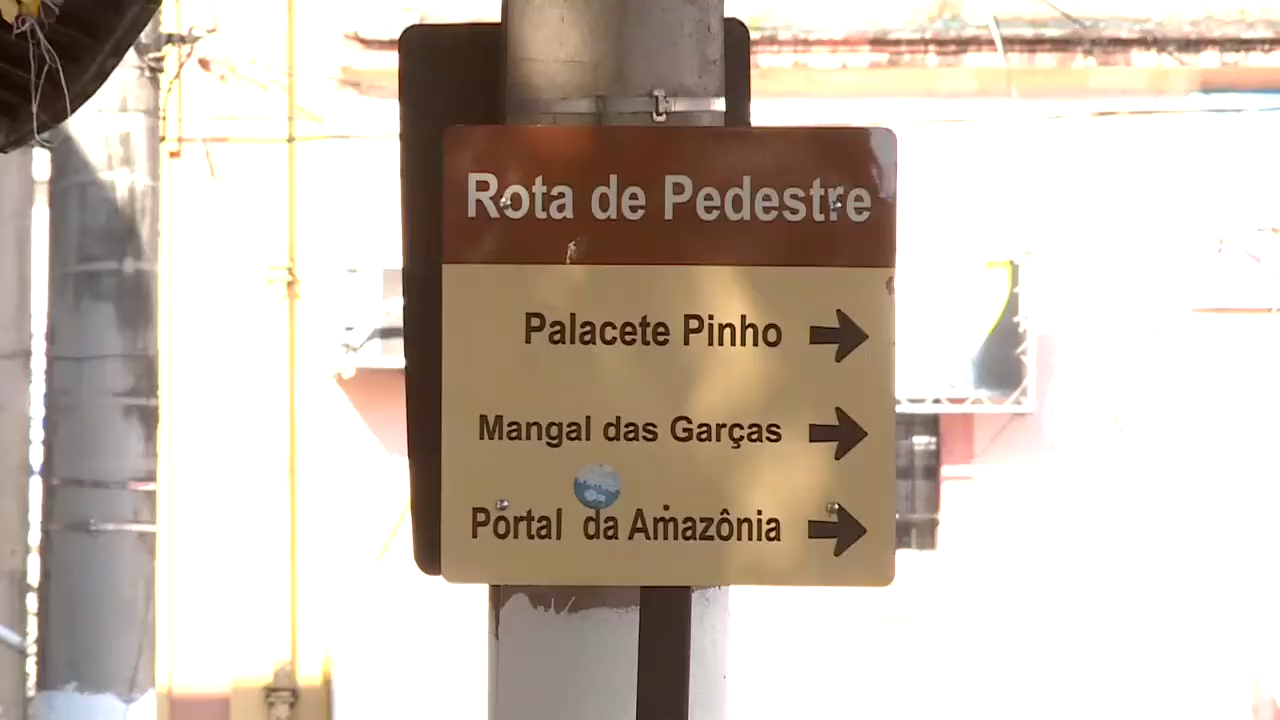 Rota de Pedestre
Palacete Pinho
Mangal das Garças
Portal da Amazônia